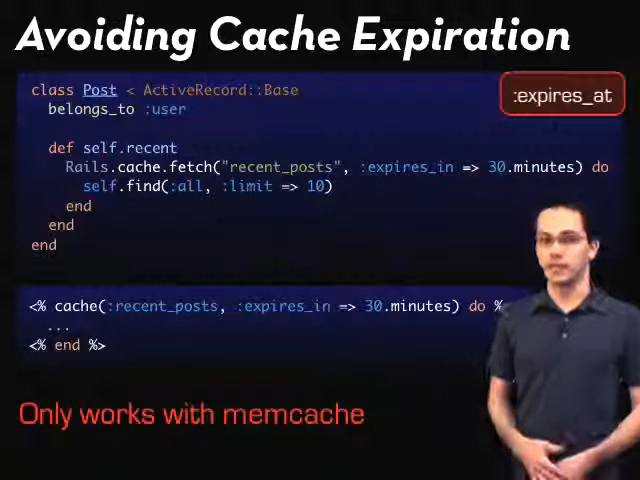 Avoiding Cache Expiration
:expires_at
class Post < ActiveRecord::Base
belongs_to :user
def self.recent
Rails.cache.fetch("recent_posts", :expires_in => 30.minutes) do
self.find(:all, :limit => 10)
end
end
end
<% cache(:recent_posts, :expires_in => 30.minutes) do %
...
<% end %>
Only works with memcache